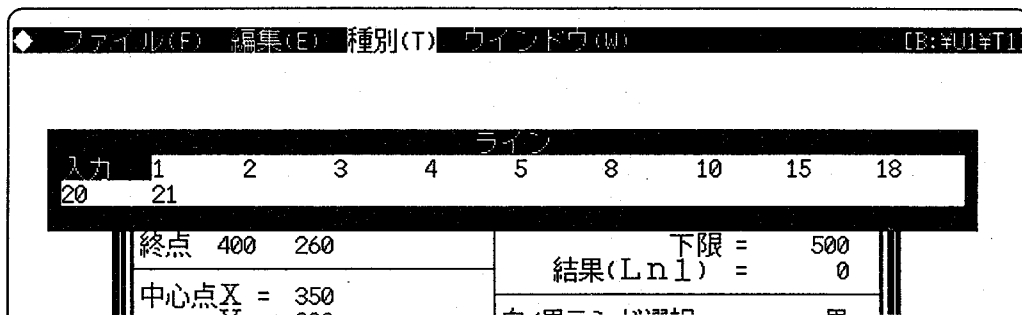 ファイル(F) 編集(E) 種別(T) ウインドウ(W) [B:¥U1¥T1]
ライン
入力 1 2 3 4 5 8 10 15 18
20 21
終点 400 260
下限 = 500
結果(Ln1) = 0
中心点X = 350